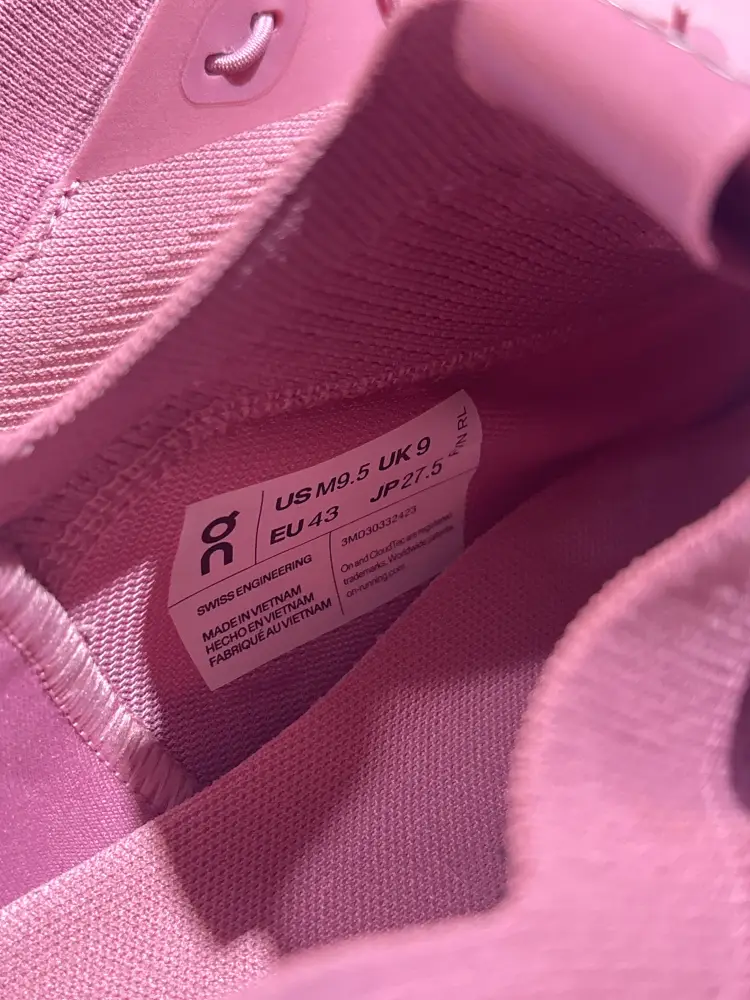 On
US M9.5 UK 9
EU 43 JP 27.5
F/N RL
SWISS ENGINEERING
MADE IN VIETNAM
HECHO EN VIETNAM
FABRIQUÉ AU VIETNAM
3MD30332423
On and CloudTec are registered
trademarks. Worldwide patents.
on-running.com